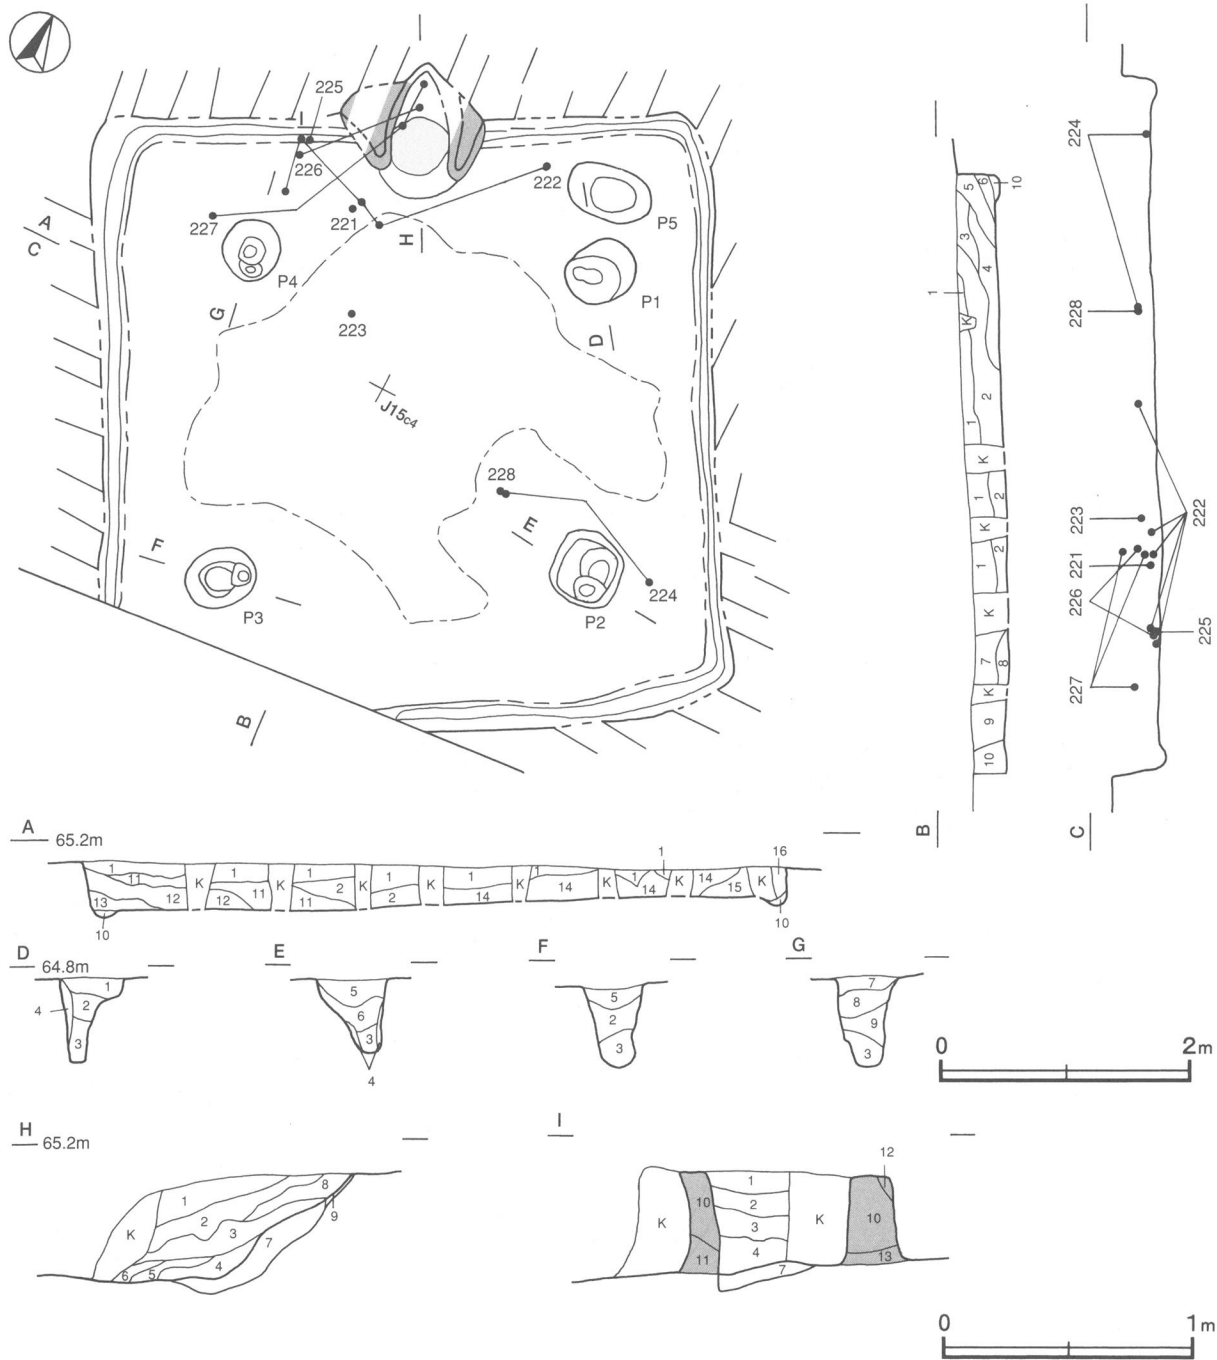 225
226
222
227
221
H
P5
A
C
P4
P1
G
223
D
J15c4
228
E
F
224
P3
P2
B
5 6 10
3
4
1
K
2
1
K
1 2
K
1 2
K
7 8
K
9
10
B
224
228
223
222
221
226
225
227
C
A 65.2m
1 11 12 13 10 K 1 11 12 K 1 2 11 K 1 2 K 1 14 K 1 14 K 1 14 1 K 14 15 K 16 10
D 64.8m
1
2
3
4
E
5
6
3
4
F
5
2
3
G
7
8
9
3
0 2m
H 65.2m
K 1 2 3 4 5 6 7 8 9
I
K 10 11 1 2 3 4 7 K 10 12 13
0 1m